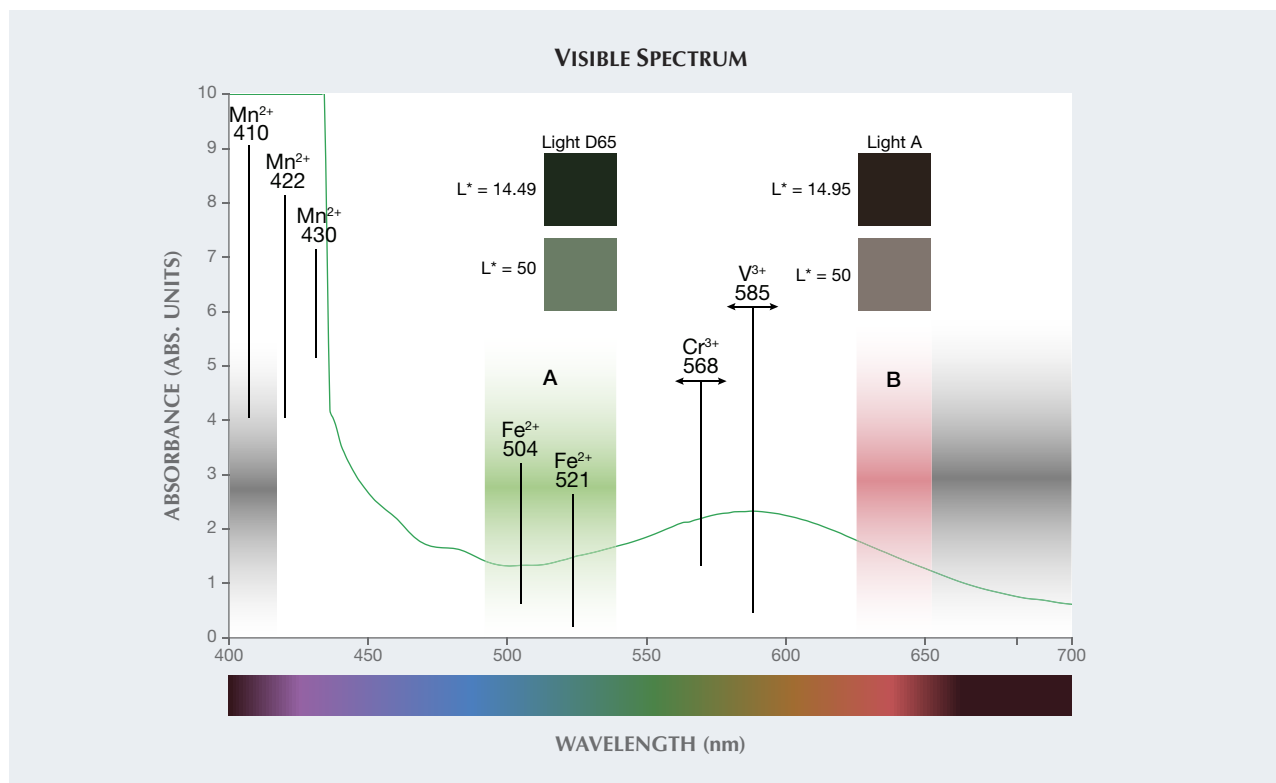 VISIBLE SPECTRUM
10
9
8
7
6
5
4
3
2
1
0
ABSORBANCE (ABS. UNITS)
Mn²⁺
410
Mn²⁺
422
Mn²⁺
430
Light D65
L* = 14.49
L* = 50
Light A
L* = 14.95
L* = 50
A
Fe²⁺
504
Fe²⁺
521
Cr³⁺
568
V³⁺
585
B
400
450
500
550
600
650
700
WAVELENGTH (nm)